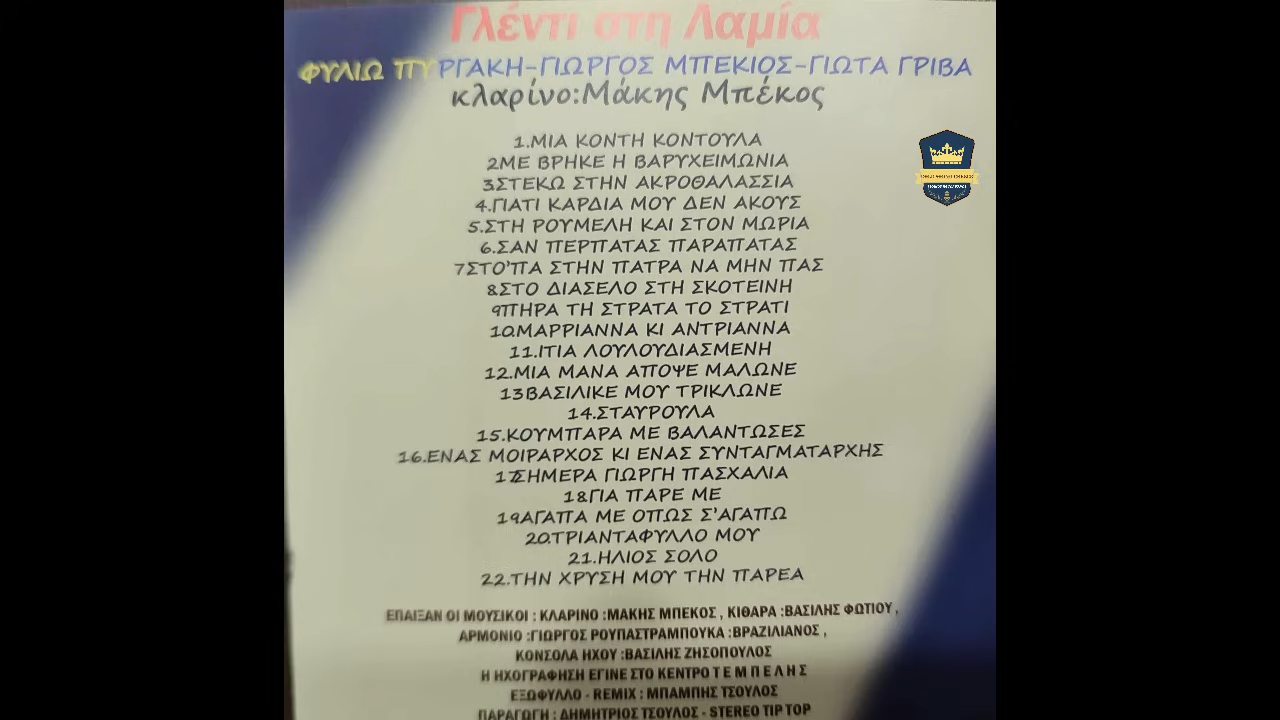 Γλέντι στη Λαμία
ΦΥΛΙΩ ΠΥΡΓΑΚΗ-ΓΙΩΡΓΟΣ ΜΠΕΚΙΟΣ-ΓΙΩΤΑ ΓΡΙΒΑ
κλαρίνο:Μάκης Μπέκος
1.ΜΙΑ ΚΟΝΤΗ ΚΟΝΤΟΥΛΑ
2ΜΕ ΒΡΗΚΕ Η ΒΑΡΥΧΕΙΜΩΝΙΑ
3ΣΤΕΚΩ ΣΤΗΝ ΑΚΡΟΘΑΛΑΣΣΙΑ
4.ΓΙΑΤΙ ΚΑΡΔΙΑ ΜΟΥ ΔΕΝ ΑΚΟΥΣ
5.ΣΤΗ ΡΟΥΜΕΛΗ ΚΑΙ ΣΤΟΝ ΜΩΡΙΑ
6.ΣΑΝ ΠΕΡΠΑΤΑΣ ΠΑΡΑΠΑΤΑΣ
7ΣΤΟ'ΠΑ ΣΤΗΝ ΠΑΤΡΑ ΝΑ ΜΗΝ ΠΑΣ
8ΣΤΟ ΔΙΑΣΕΛΟ ΣΤΗ ΣΚΟΤΕΙΝΗ
9ΠΗΡΑ ΤΗ ΣΤΡΑΤΑ ΤΟ ΣΤΡΑΤΙ
10.ΜΑΡΡΙΑΝΝΑ ΚΙ ΑΝΤΡΙΑΝΝΑ
11.ΙΤΙΑ ΛΟΥΛΟΥΔΙΑΣΜΕΝΗ
12.ΜΙΑ ΜΑΝΑ ΑΠΟΨΕ ΜΑΛΩΝΕ
13ΒΑΣΙΛΙΚΕ ΜΟΥ ΤΡΙΚΛΩΝΕ
14.ΣΤΑΥΡΟΥΛΑ
15.ΚΟΥΜΠΑΡΑ ΜΕ ΒΑΛΑΝΤΩΣΕΣ
16.ΕΝΑΣ ΜΟΙΡΑΡΧΟΣ ΚΙ ΕΝΑΣ ΣΥΝΤΑΓΜΑΤΑΡΧΗΣ
17ΣΗΜΕΡΑ ΓΙΩΡΓΗ ΠΑΣΧΑΛΙΑ
18ΓΙΑ ΠΑΡΕ ΜΕ
19ΑΓΑΠΑ ΜΕ ΟΠΩΣ Σ'ΑΓΑΠΩ
20.ΤΡΙΑΝΤΑΦΥΛΛΟ ΜΟΥ
21.ΗΛΙΟΣ ΣΟΛΟ
22.ΤΗΝ ΧΡΥΣΗ ΜΟΥ ΤΗΝ ΠΑΡΕΑ
ΕΠΑΙΞΑΝ ΟΙ ΜΟΥΣΙΚΟΙ : ΚΛΑΡΙΝΟ :ΜΑΚΗΣ ΜΠΕΚΟΣ , ΚΙΘΑΡΑ :ΒΑΣΙΛΗΣ ΦΩΤΙΟΥ ,
ΑΡΜΟΝΙΟ :ΓΙΩΡΓΟΣ ΡΟΥΠΑΣΤΡΑΜΠΟΥΚΑ :ΒΡΑΖΙΛΙΑΝΟΣ ,
ΚΟΝΣΟΛΑ ΗΧΟΥ :ΒΑΣΙΛΗΣ ΖΗΣΟΠΟΥΛΟΣ
Η ΗΧΟΓΡΑΦΗΣΗ ΕΓΙΝΕ ΣΤΟ ΚΕΝΤΡΟ Τ Ε Μ Π Ε Λ Η Σ
ΕΞΩΦΥΛΛΟ - REMIX : ΜΠΑΜΠΗΣ ΤΣΟΥΛΟΣ
ΠΑΡΑΓΩΓΗ : ΔΗΜΗΤΡΙΟΣ ΤΣΟΥΛΟΣ - STEREO TIP TOP